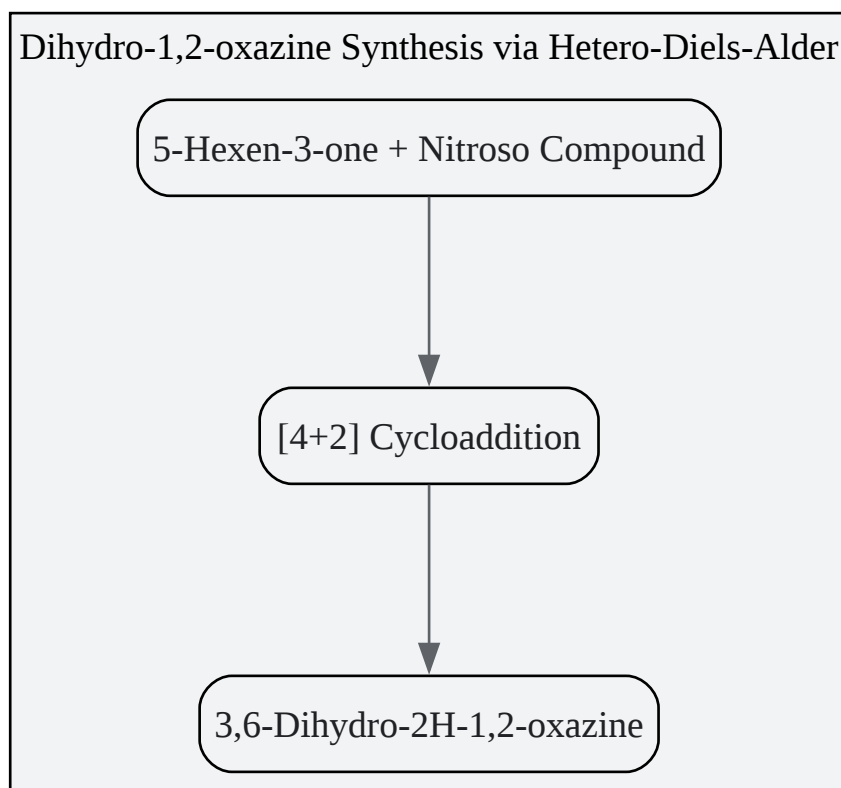 Dihydro-1,2-oxazine Synthesis via Hetero-Diels-Alder
5-Hexen-3-one + Nitroso Compound
[4+2] Cycloaddition
3,6-Dihydro-2H-1,2-oxazine